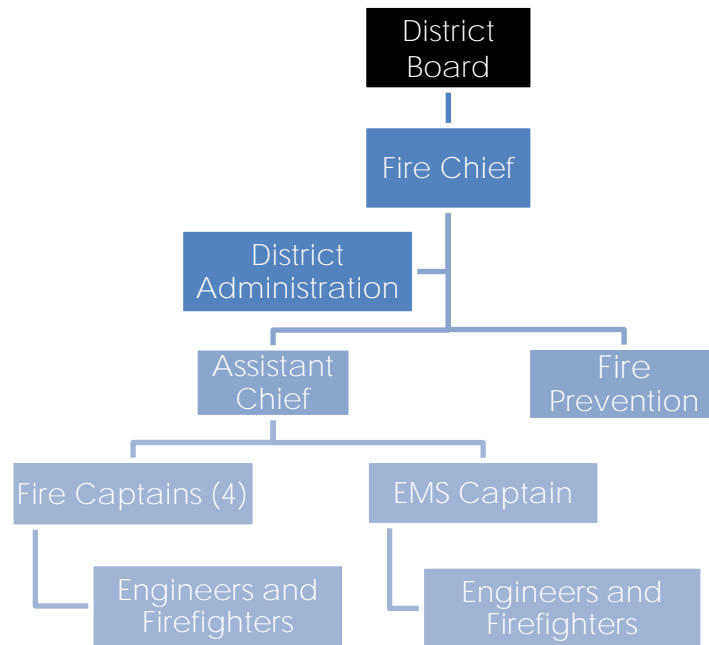 District
Board
Fire Chief
District
Administration
Assistant
Chief
Fire
Prevention
Fire Captains (4)
EMS Captain
Engineers and
Firefighters
Engineers and
Firefighters